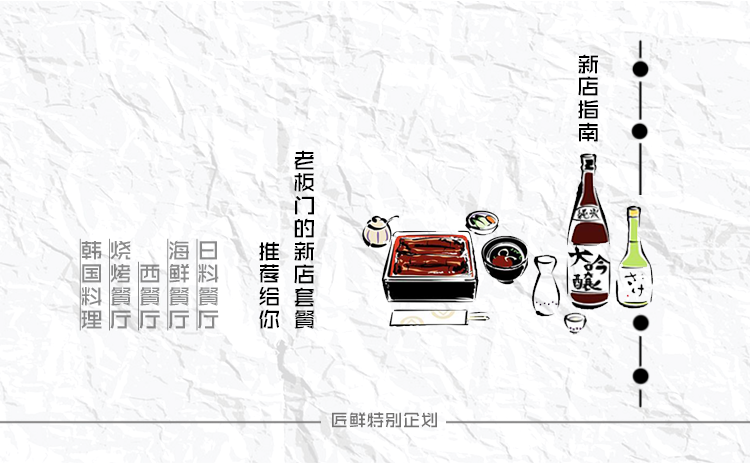 新店指南
老板门的新店套餐
推荐给你
日料餐厅
海鲜餐厅
西餐厅
烧烤餐厅
韩国料理
純米
大吟醸
さけ
匠鲜特别企划